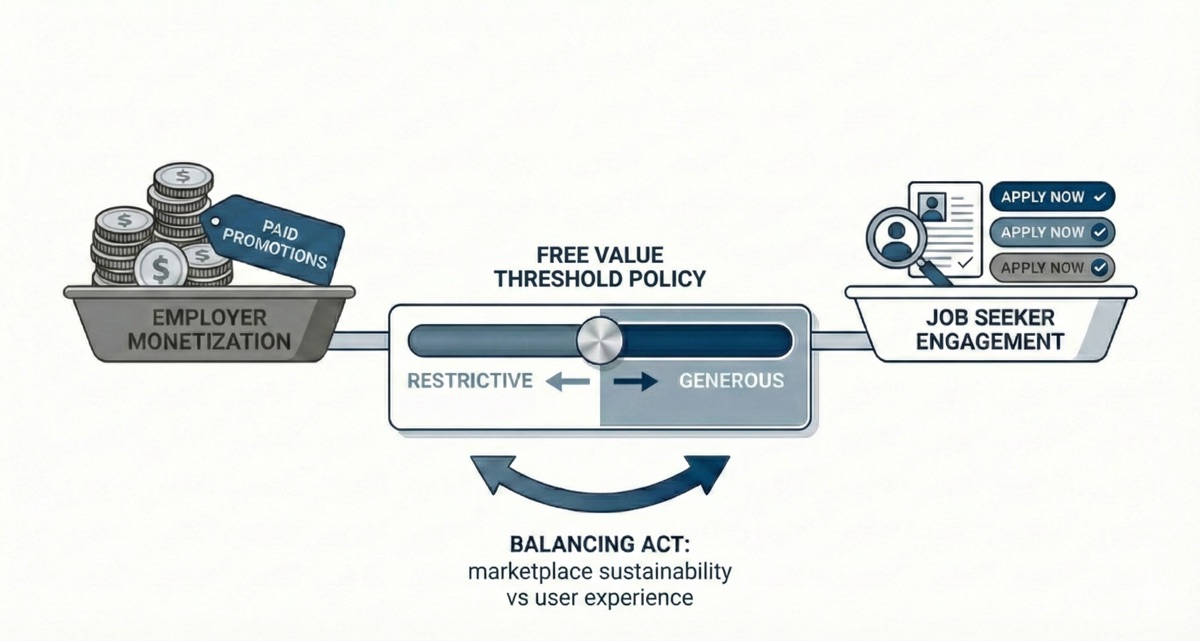 PAID
PROMOTIONS
$
$
$
$
EMPLOYER
MONETIZATION
FREE VALUE
THRESHOLD POLICY
RESTRICTIVE
GENEROUS
APPLY NOW
APPLY NOW
APPLY NOW
JOB SEEKER
ENGAGEMENT
BALANCING ACT:
marketplace sustainability
vs user experience